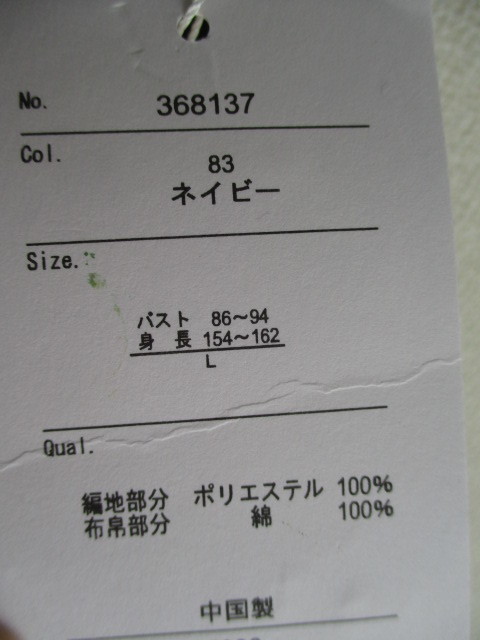 No. 368137
Col. 83
ネイビー
Size.
バスト 86～94
身長 154～162
L
Qual.
編地部分 ポリエステル 100%
布帛部分 綿 100%
中国製